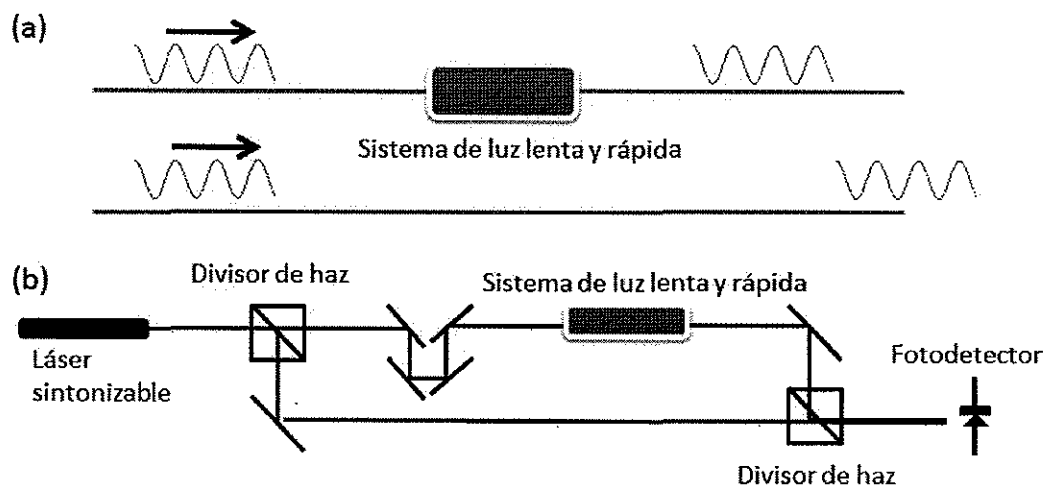 (a)
Sistema de luz lenta y rápida
(b)
Divisor de haz
Sistema de luz lenta y rápida
Láser
sintonizable
Fotodetector
Divisor de haz